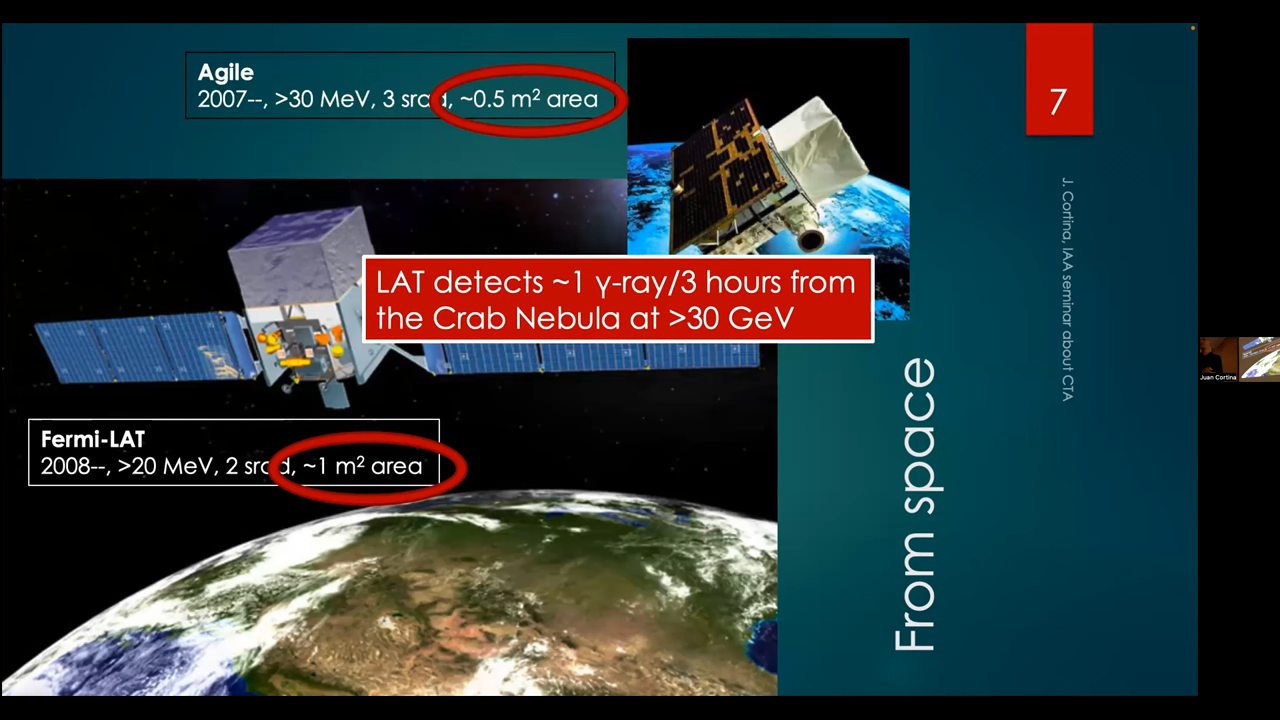 Agile
2007--, >30 MeV, 3 srad, ~0.5 m² area
7
J. Cortina, IAA seminar about CTA
LAT detects ~1 γ-ray/3 hours from
the Crab Nebula at >30 GeV
Fermi-LAT
2008--, >20 MeV, 2 srad, ~1 m² area
From space
Juan Cortina